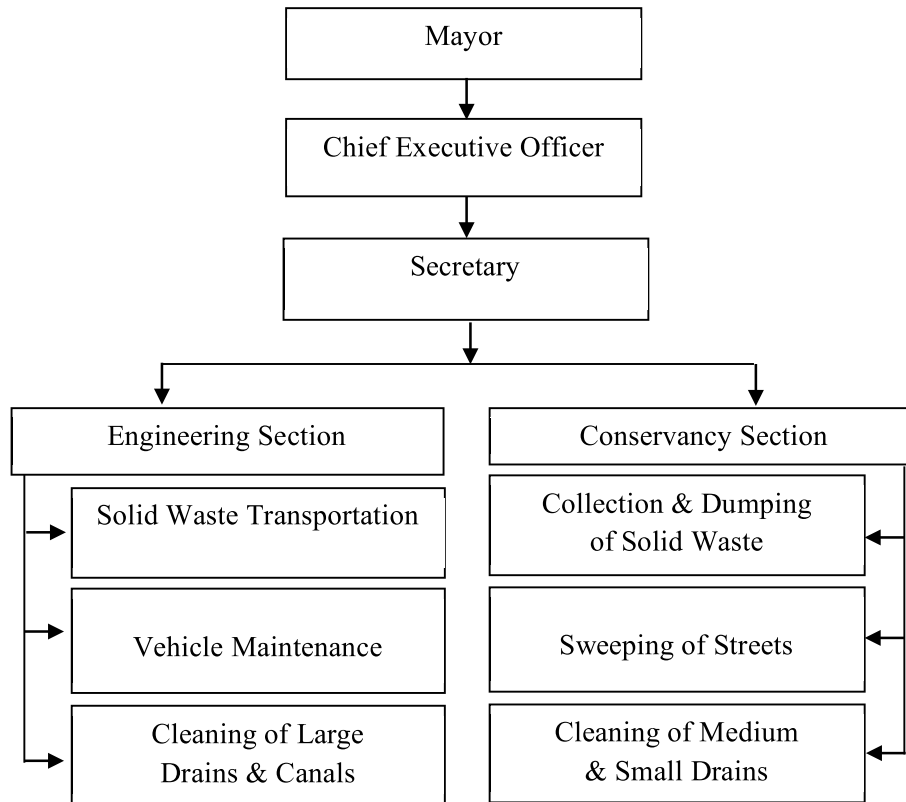 Mayor
Chief Executive Officer
Secretary
Engineering Section
Solid Waste Transportation
Vehicle Maintenance
Cleaning of Large
Drains & Canals
Conservancy Section
Collection & Dumping
of Solid Waste
Sweeping of Streets
Cleaning of Medium
& Small Drains